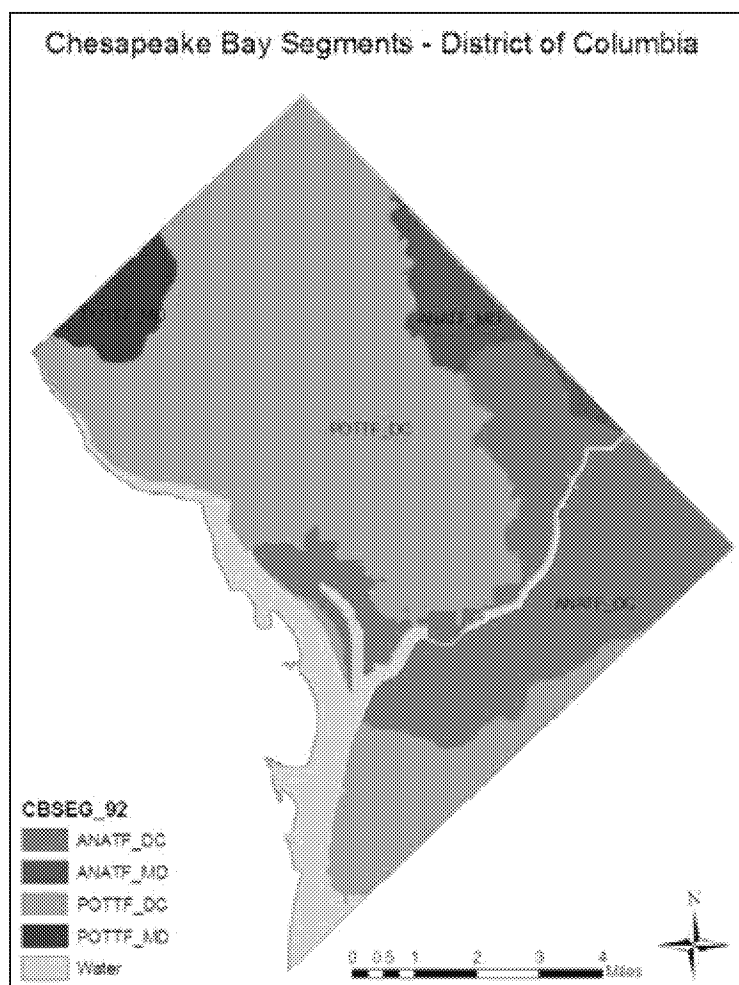 Chesapeake Bay Segments - District of Columbia
ANATF_MD
POTTF_DC
ANATF_DC
CBSEG_92
ANATF_DC
ANATF_MD
POTTF_DC
POTTF_MD
Water
N
0 0.5 1 2 3 4
Miles